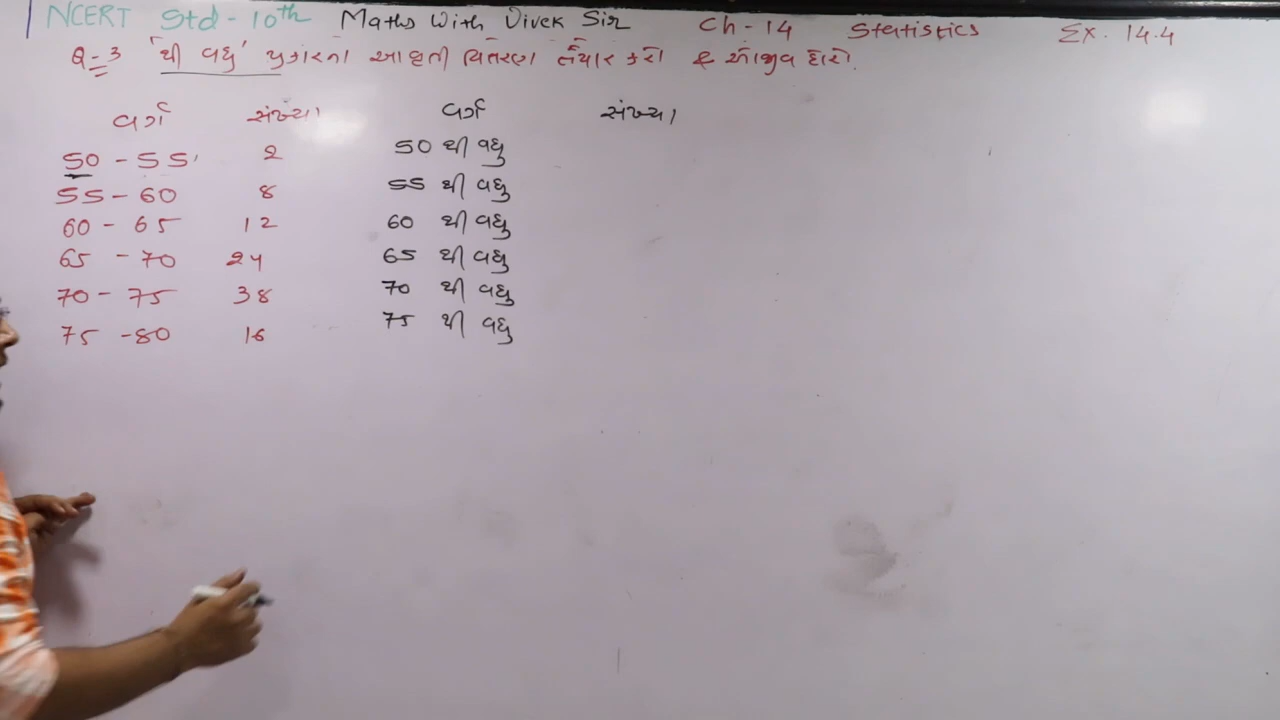 NCERT Std - 10th Maths With Vivek Sir Ch - 14 Statistics Ex. 14.4
Q-3 'થી વધુ' પ્રકારના આવૃત્તી વિતરણ તૈયાર કરો & ઓજીવ દોરો.
વર્ગ સંખ્યા વર્ગ સંખ્યા
50 - 55 2 50 થી વધુ
55 - 60 8 55 થી વધુ
60 - 65 12 60 થી વધુ
65 - 70 24 65 થી વધુ
70 - 75 38 70 થી વધુ
75 - 80 16 75 થી વધુ